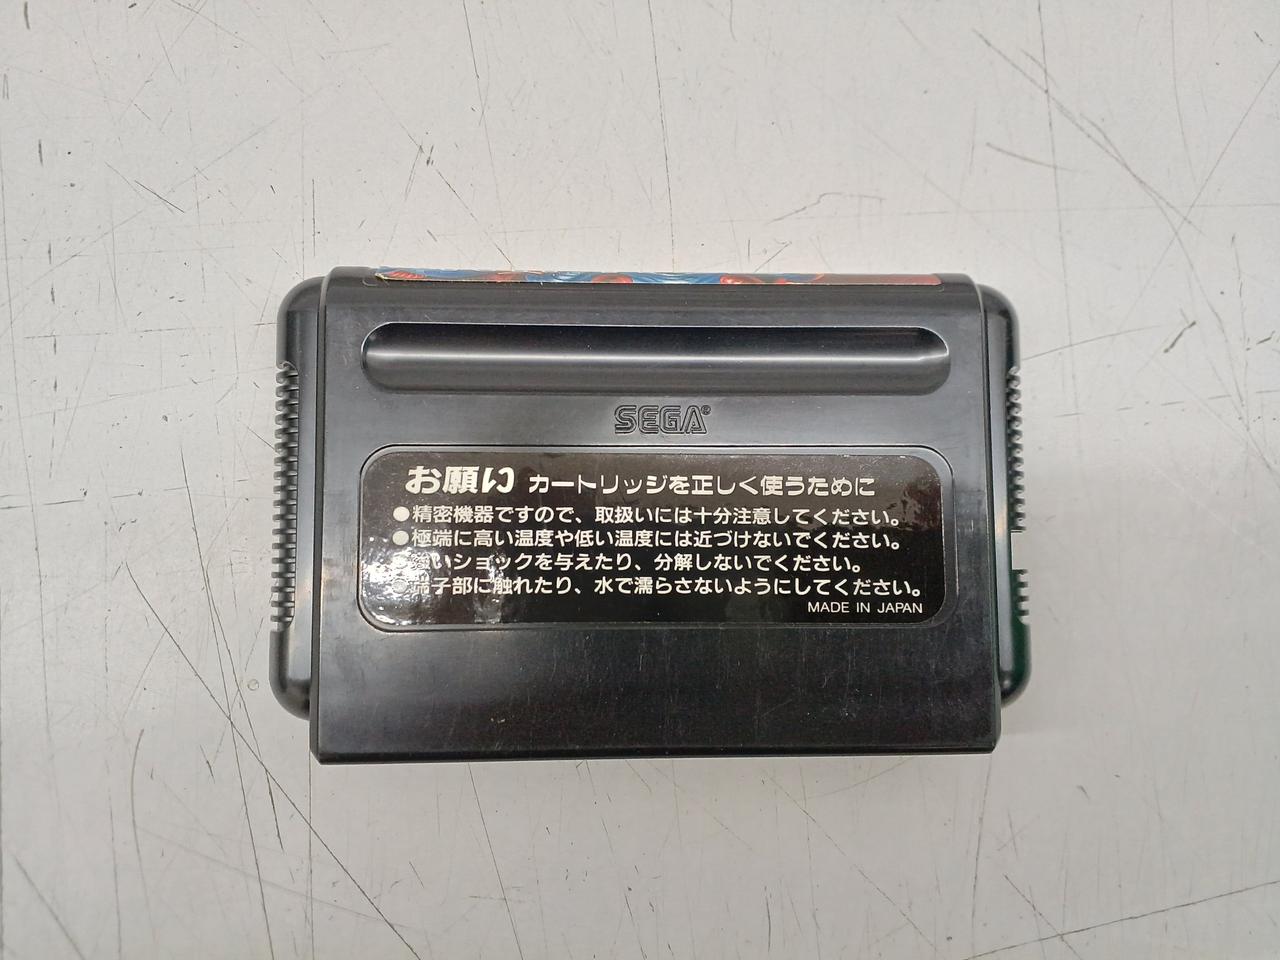 SEGA®
お願い カートリッジを正しく使うために
●精密機器ですので、取扱いには十分注意してください。
●極端に高い温度や低い温度には近づけないでください。
●強いショックを与えたり、分解しないでください。
●端子部に触れたり、水で濡らさないようにしてください。
MADE IN JAPAN